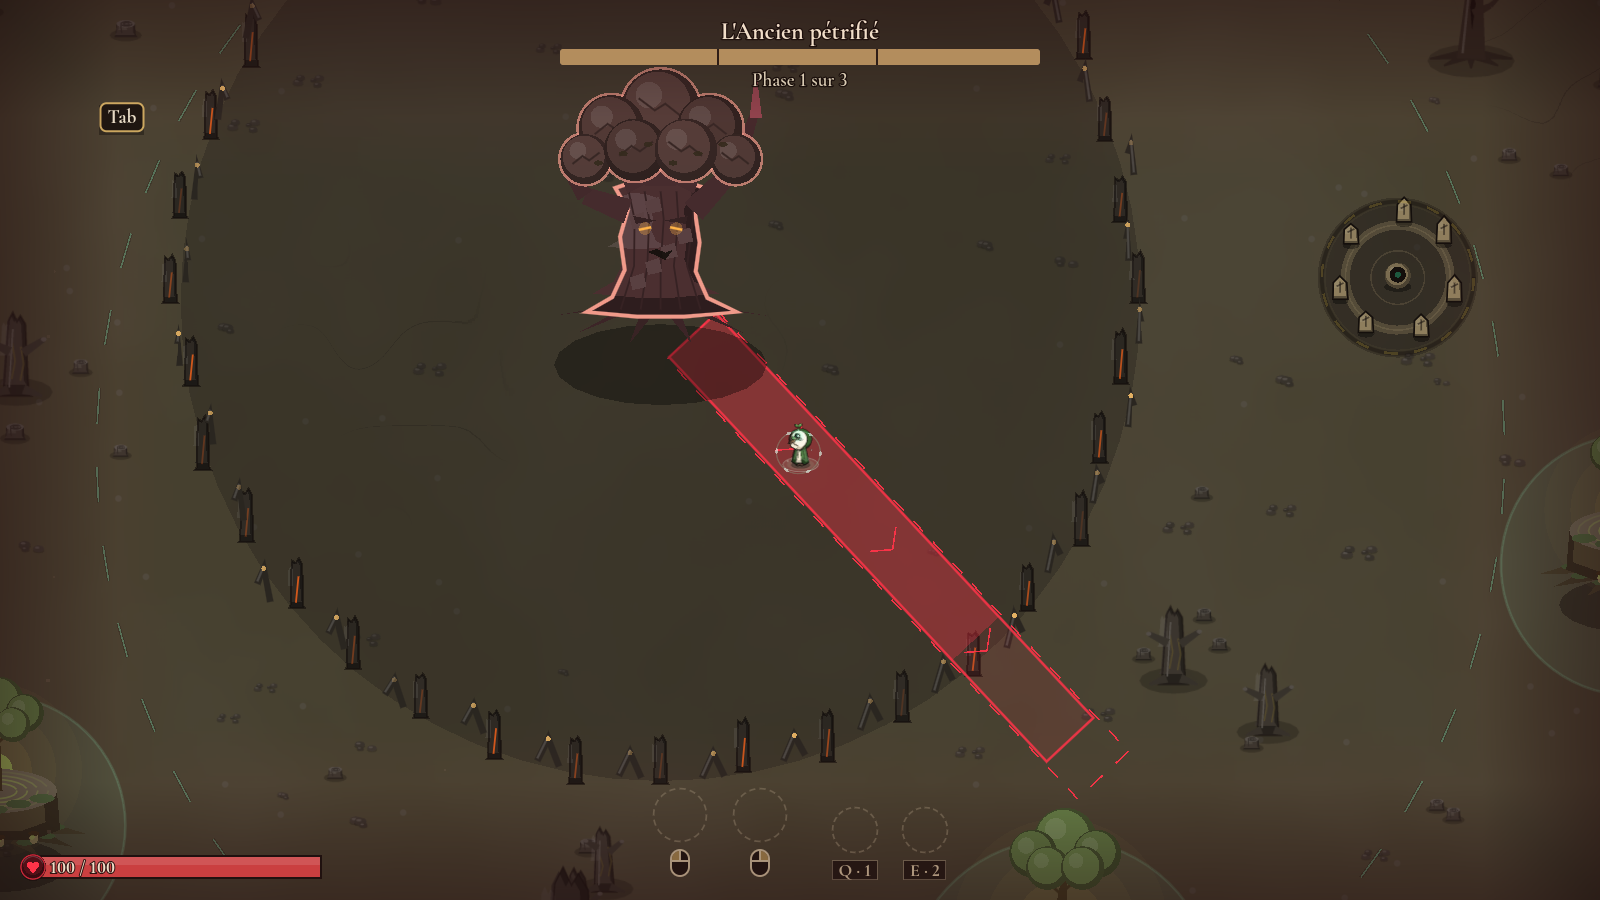 L'Ancien pétrifié
Phase 1 sur 3
Tab
100 / 100
Q · 1
E · 2